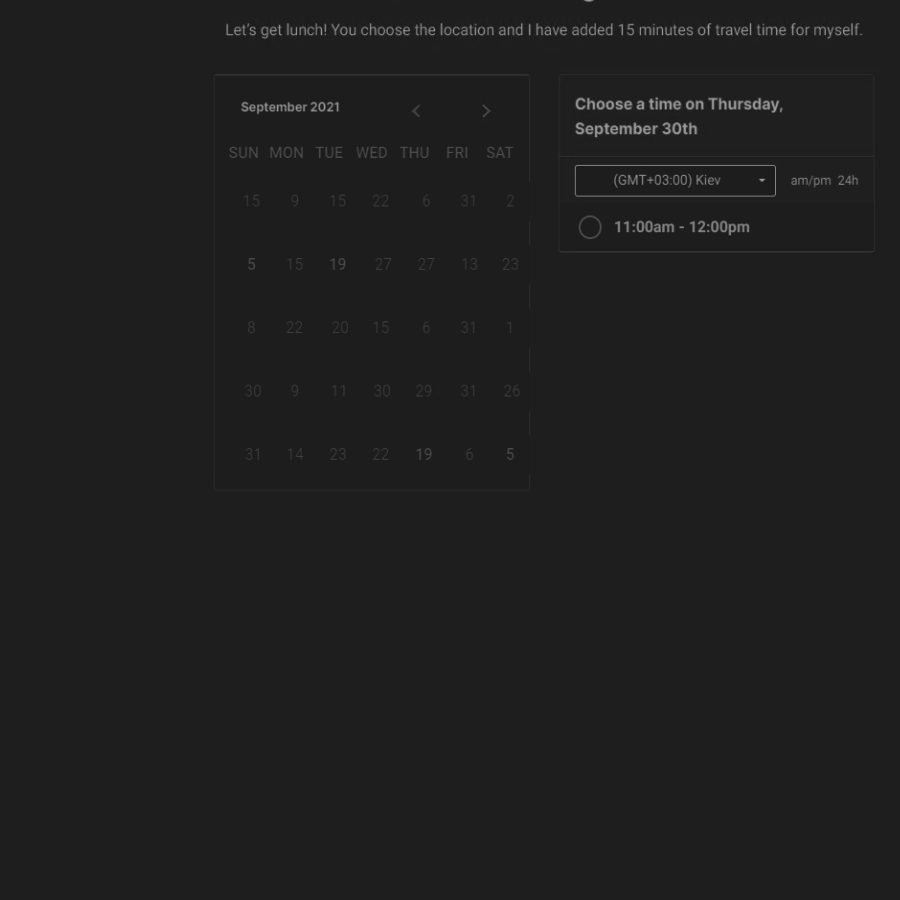 Let's get lunch! You choose the location and I have added 15 minutes of travel time for myself.
September 2021
SUN MON TUE WED THU FRI SAT
15 9 15 22 6 31 2
5 15 19 27 27 13 23
8 22 20 15 6 31 1
30 9 11 30 29 31 26
31 14 23 22 19 6 5
Choose a time on Thursday,
September 30th
(GMT+03:00) Kiev am/pm 24h
11:00am - 12:00pm